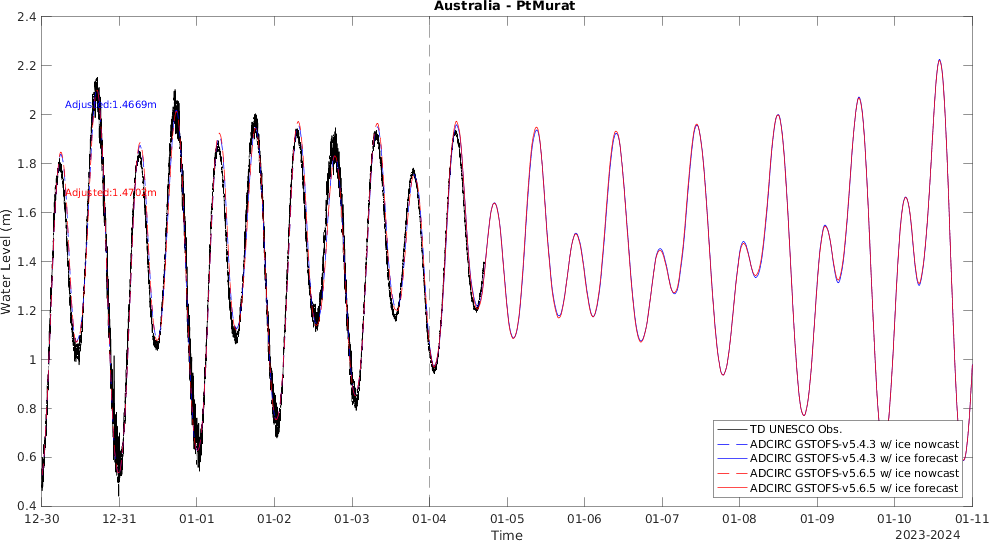 Australia - PtMurat
2.4
2.2
2
1.8
1.6
1.4
1.2
1
0.8
0.6
0.4
Water Level (m)
Adjusted:1.4669m
Adjusted:1.4702m
TD UNESCO Obs.
ADCIRC GSTOFS-v5.4.3 w/ ice nowcast
ADCIRC GSTOFS-v5.4.3 w/ ice forecast
ADCIRC GSTOFS-v5.6.5 w/ ice nowcast
ADCIRC GSTOFS-v5.6.5 w/ ice forecast
12-30 12-31 01-01 01-02 01-03 01-04 01-05 01-06 01-07 01-08 01-09 01-10 01-11
Time
2023-2024